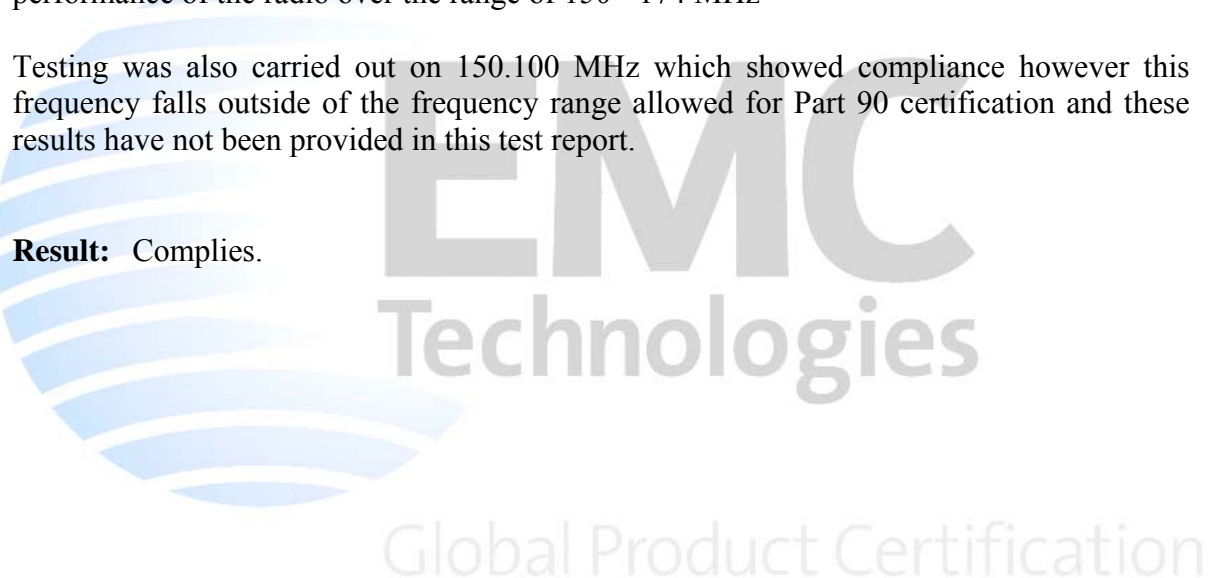 performance of the radio over the range of 150 - 174 MHz
Testing was also carried out on 150.100 MHz which showed compliance however this
frequency falls outside of the frequency range allowed for Part 90 certification and these
results have not been provided in this test report.
Result: Complies.
EMC
Technologies
Global Product Certification